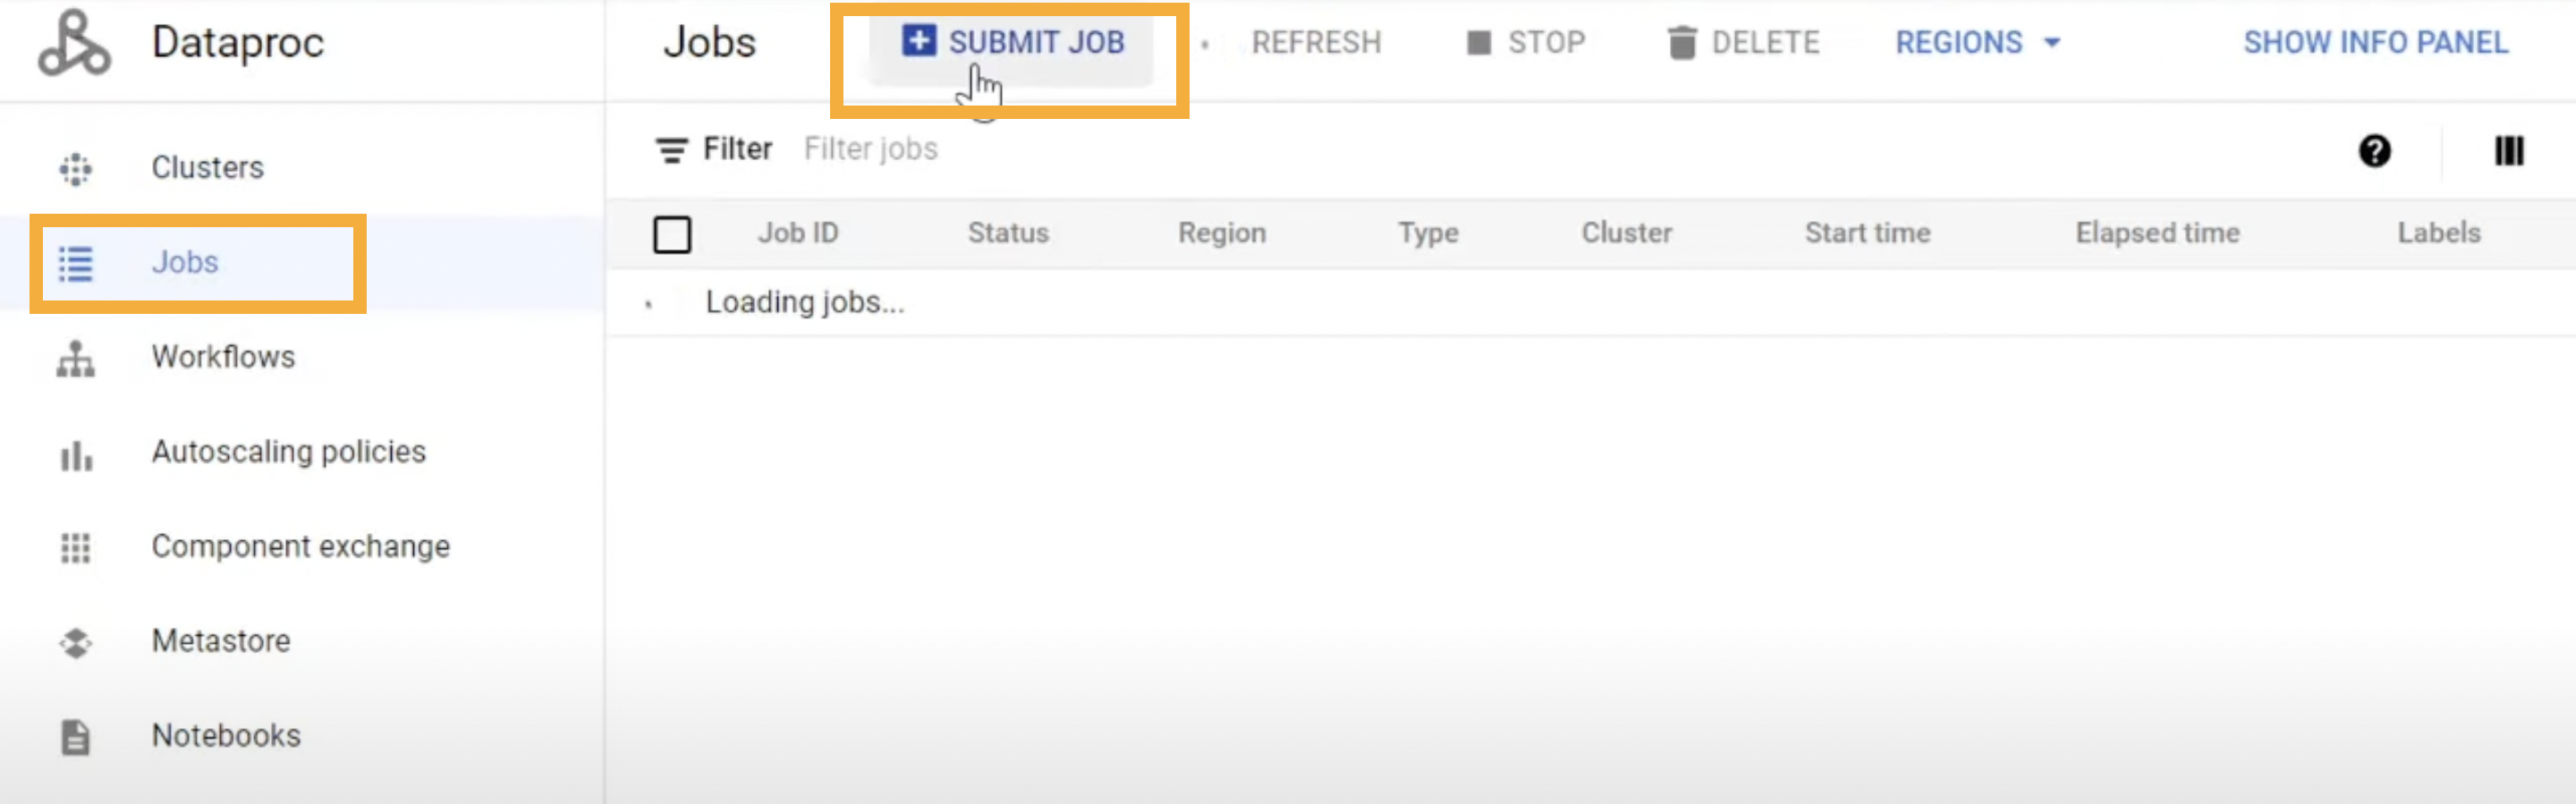 Dataproc
Jobs SUBMIT JOB REFRESH STOP DELETE REGIONS SHOW INFO PANEL
Clusters
Jobs
Workflows
Autoscaling policies
Component exchange
Metastore
Notebooks
Filter Filter jobs
Job ID Status Region Type Cluster Start time Elapsed time Labels
Loading jobs...